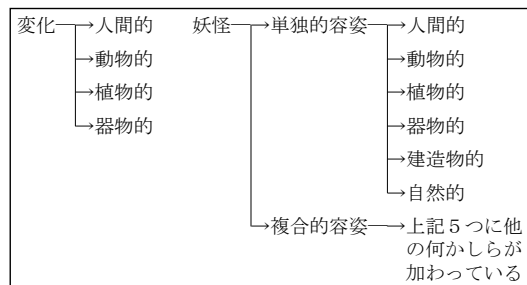 変化→人間的 妖怪→単独的容姿→人間的
→動物的 →動物的
→植物的 →植物的
→器物的 →器物的
→建造物的
→自然的
→複合的容姿→上記５つに他
の何かしらが
加わっている